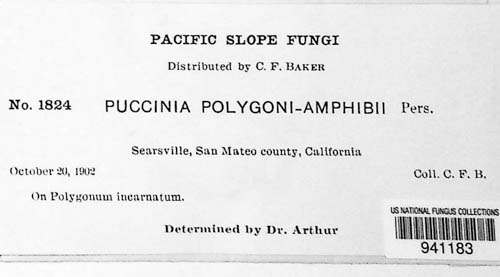 PACIFIC SLOPE FUNGI
Distributed by C. F. BAKER
No. 1824 PUCCINIA POLYGONI-AMPHIBII Pers.
Searsville, San Mateo county, California
October 20, 1902 Coll. C. F. B.
On Polygonum incarnatum.
Determined by Dr. Arthur
US NATIONAL FUNGUS COLLECTIONS
941183